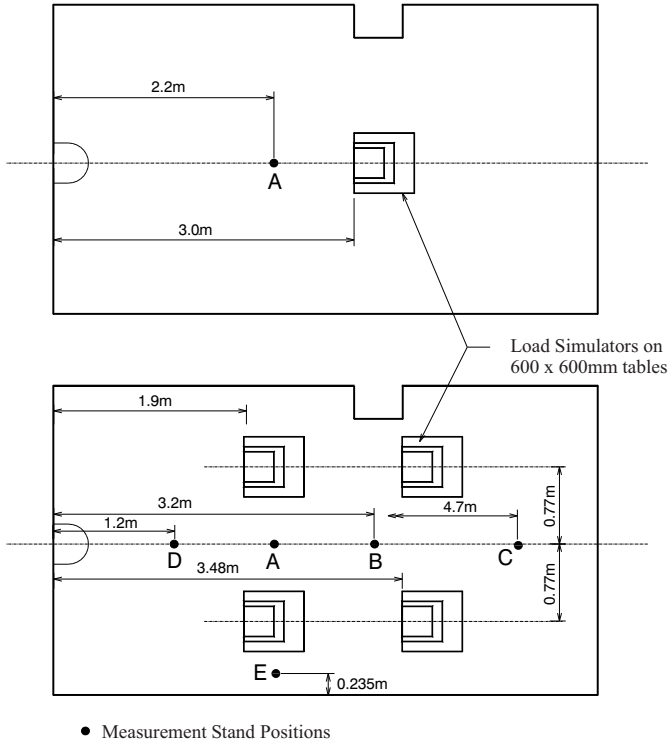 2.2m
A
3.0m
Load Simulators on
600 x 600mm tables
1.9m
3.2m
4.7m
0.77m
1.2m
D
A
B
C
3.48m
0.77m
E
0.235m
Measurement Stand Positions